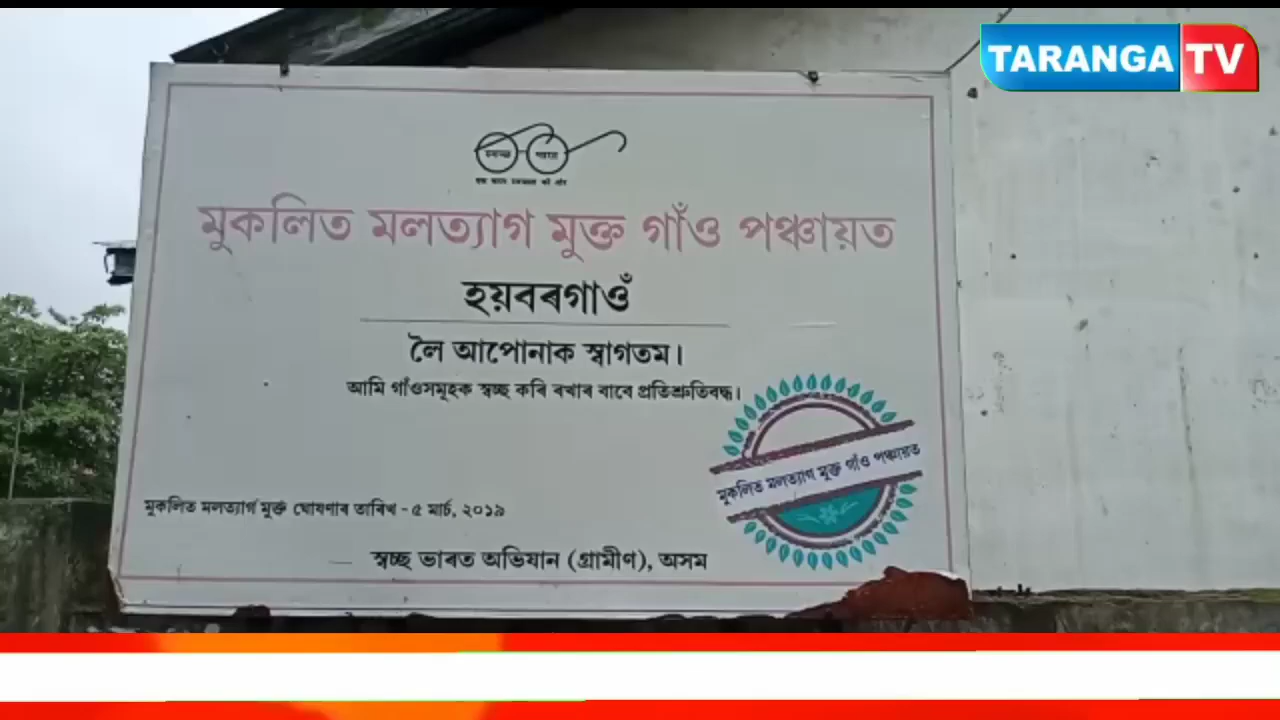 TARANGA TV
মুকলিত মলত্যাগ মুক্ত গাঁও পঞ্চায়ত
হয়বৰগাওঁ
লৈ আপোনাক স্বাগতম।
আমি গাঁওসমূহক স্বচ্ছ কৰি ৰখাৰ বাবে প্ৰতিশ্ৰুতিবদ্ধ।
মুকলিত মলত্যাগ মুক্ত গাঁও পঞ্চায়ত
মুকলিত মলত্যাৰ্গ মুক্ত ঘোষণাৰ তাৰিখ - ৫ মাৰ্চ, ২০১৯
স্বচ্ছ ভাৰত অভিযান (গ্ৰামীণ), অসম